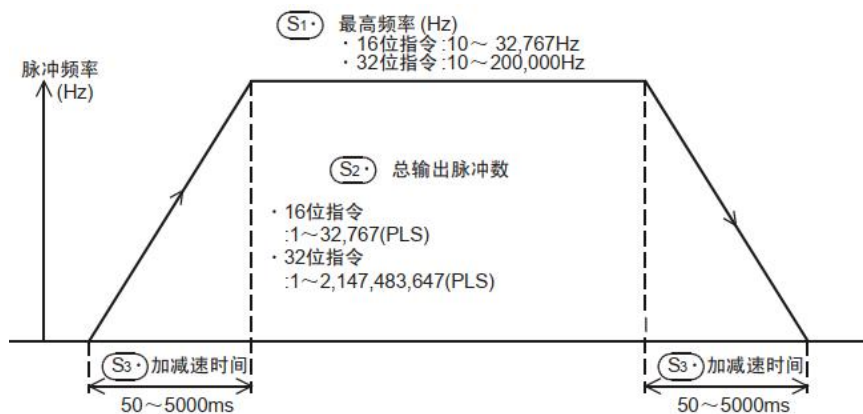 S1· 最高频率 (Hz)
· 16位指令 :10～ 32,767Hz
· 32位指令 :10～200,000Hz
脉冲频率
(Hz)
S2· 总输出脉冲数
· 16位指令
:1～32,767(PLS)
· 32位指令
:1～2,147,483,647(PLS)
S3· 加减速时间
50～5000ms
S3· 加减速时间
50～5000ms